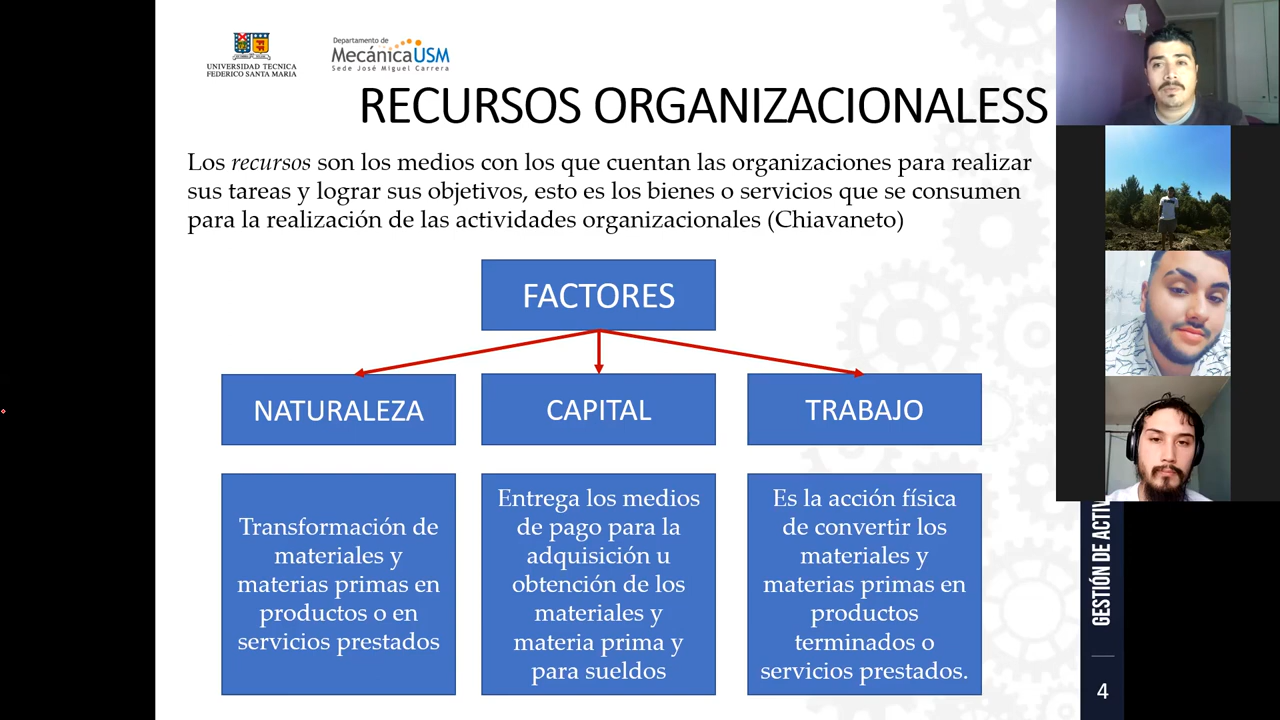 UNIVERSIDAD TECNICA
FEDERICO SANTA MARIA
Departamento de
MecánicaUSM
Sede José Miguel Carrera
RECURSOS ORGANIZACIONALESS
Los recursos son los medios con los que cuentan las organizaciones para realizar
sus tareas y lograr sus objetivos, esto es los bienes o servicios que se consumen
para la realización de las actividades organizacionales (Chiavaneto)
FACTORES
NATURALEZA
CAPITAL
TRABAJO
Transformación de
materiales y
materias primas en
productos o en
servicios prestados
Entrega los medios
de pago para la
adquisición u
obtención de los
materiales y
materia prima y
para sueldos
Es la acción física
de convertir los
materiales y
materias primas en
productos
terminados o
servicios prestados.
GESTIÓN DE ACTIV
4